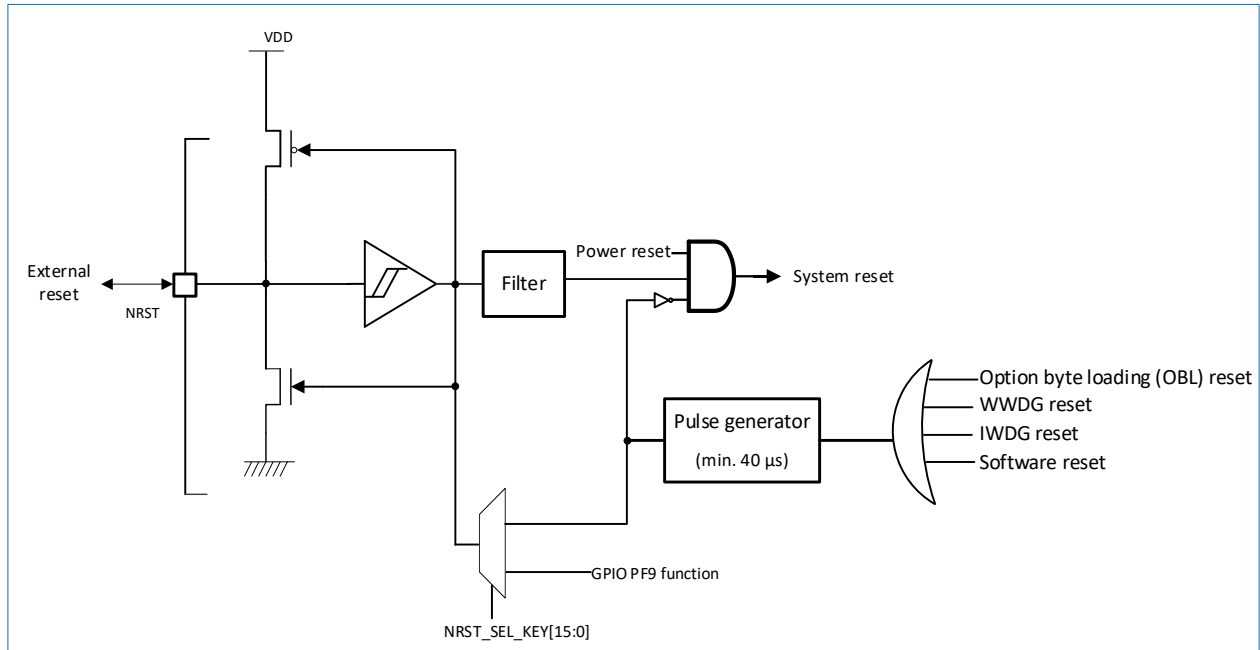 VDD
External
reset
NRST
Filter
Power reset
System reset
Pulse generator
(min. 40 µs)
Option byte loading (OBL) reset
WWDG reset
IWDG reset
Software reset
GPIO PF9 function
NRST_SEL_KEY[15:0]